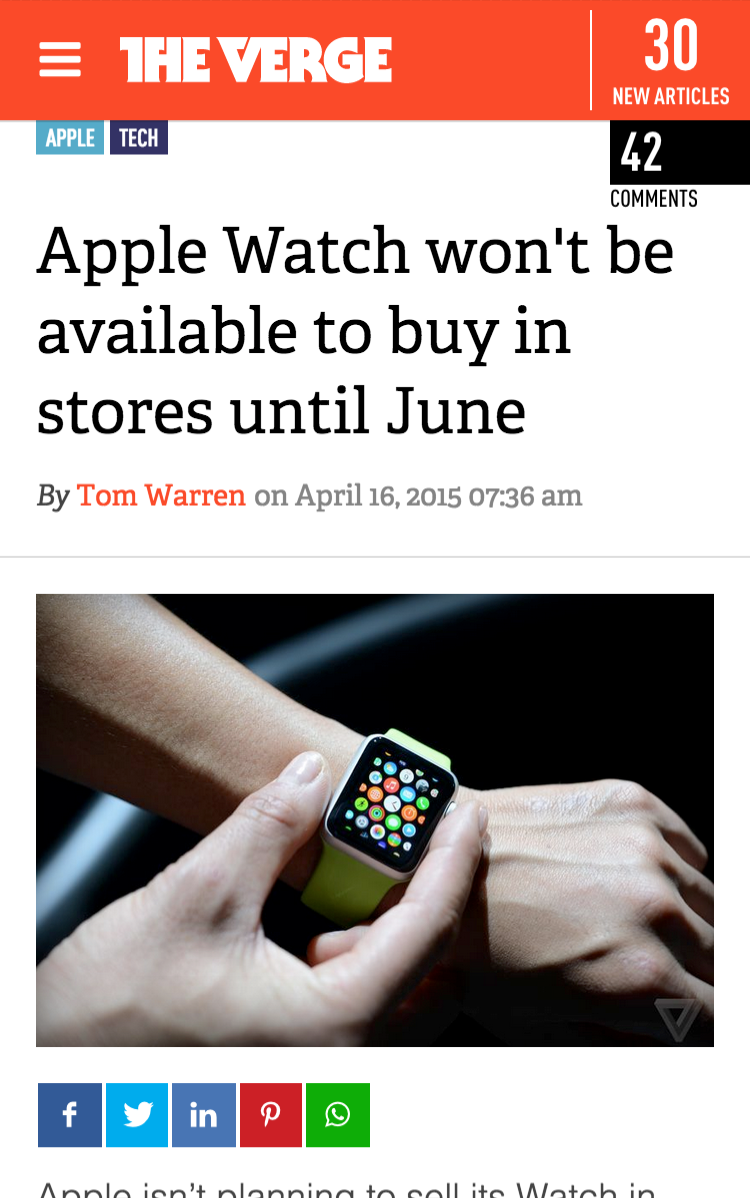 THE VERGE
30
NEW ARTICLES
APPLE TECH
42
COMMENTS
Apple Watch won't be
available to buy in
stores until June
By Tom Warren on April 16, 2015 07:36 am
f in
Apple isn't planning to sell its Watch in